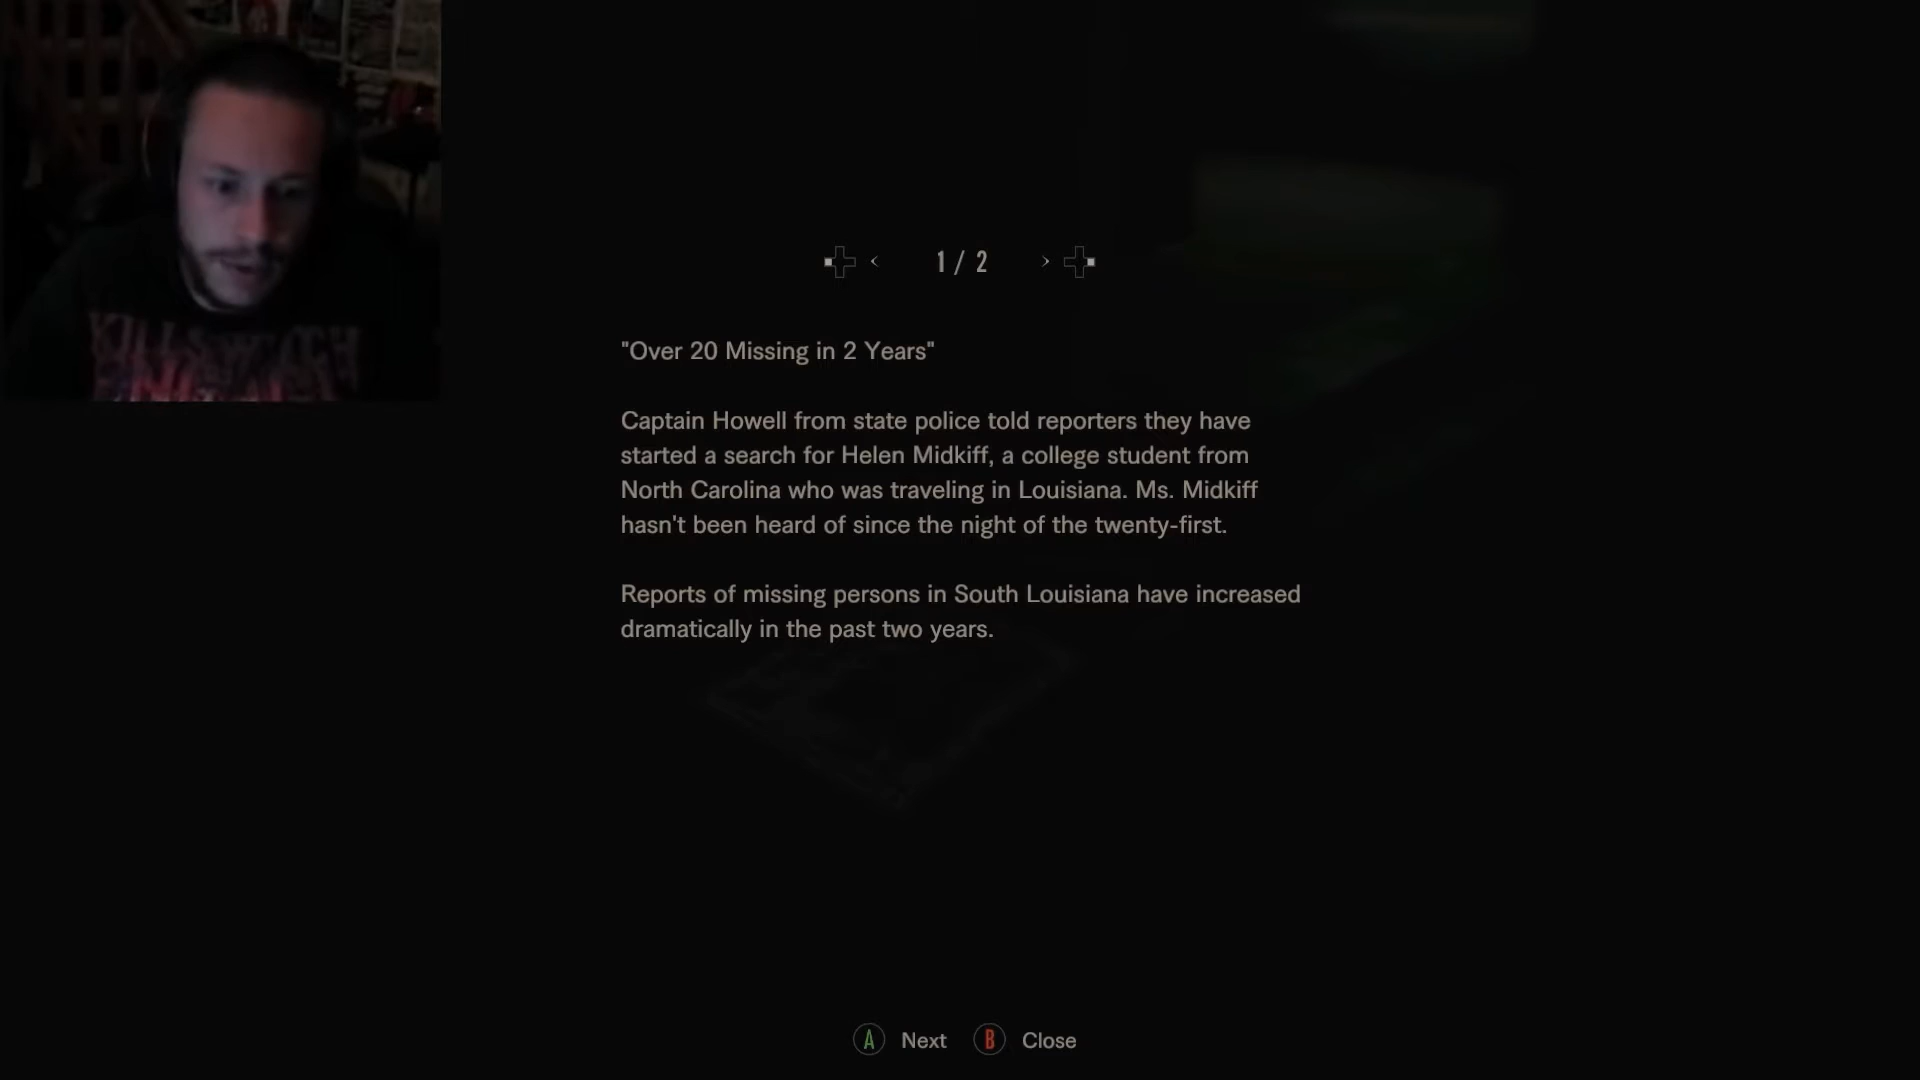 1 / 2
"Over 20 Missing in 2 Years"
Captain Howell from state police told reporters they have
started a search for Helen Midkiff, a college student from
North Carolina who was traveling in Louisiana. Ms. Midkiff
hasn't been heard of since the night of the twenty-first.
Reports of missing persons in South Louisiana have increased
dramatically in the past two years.
A Next B Close